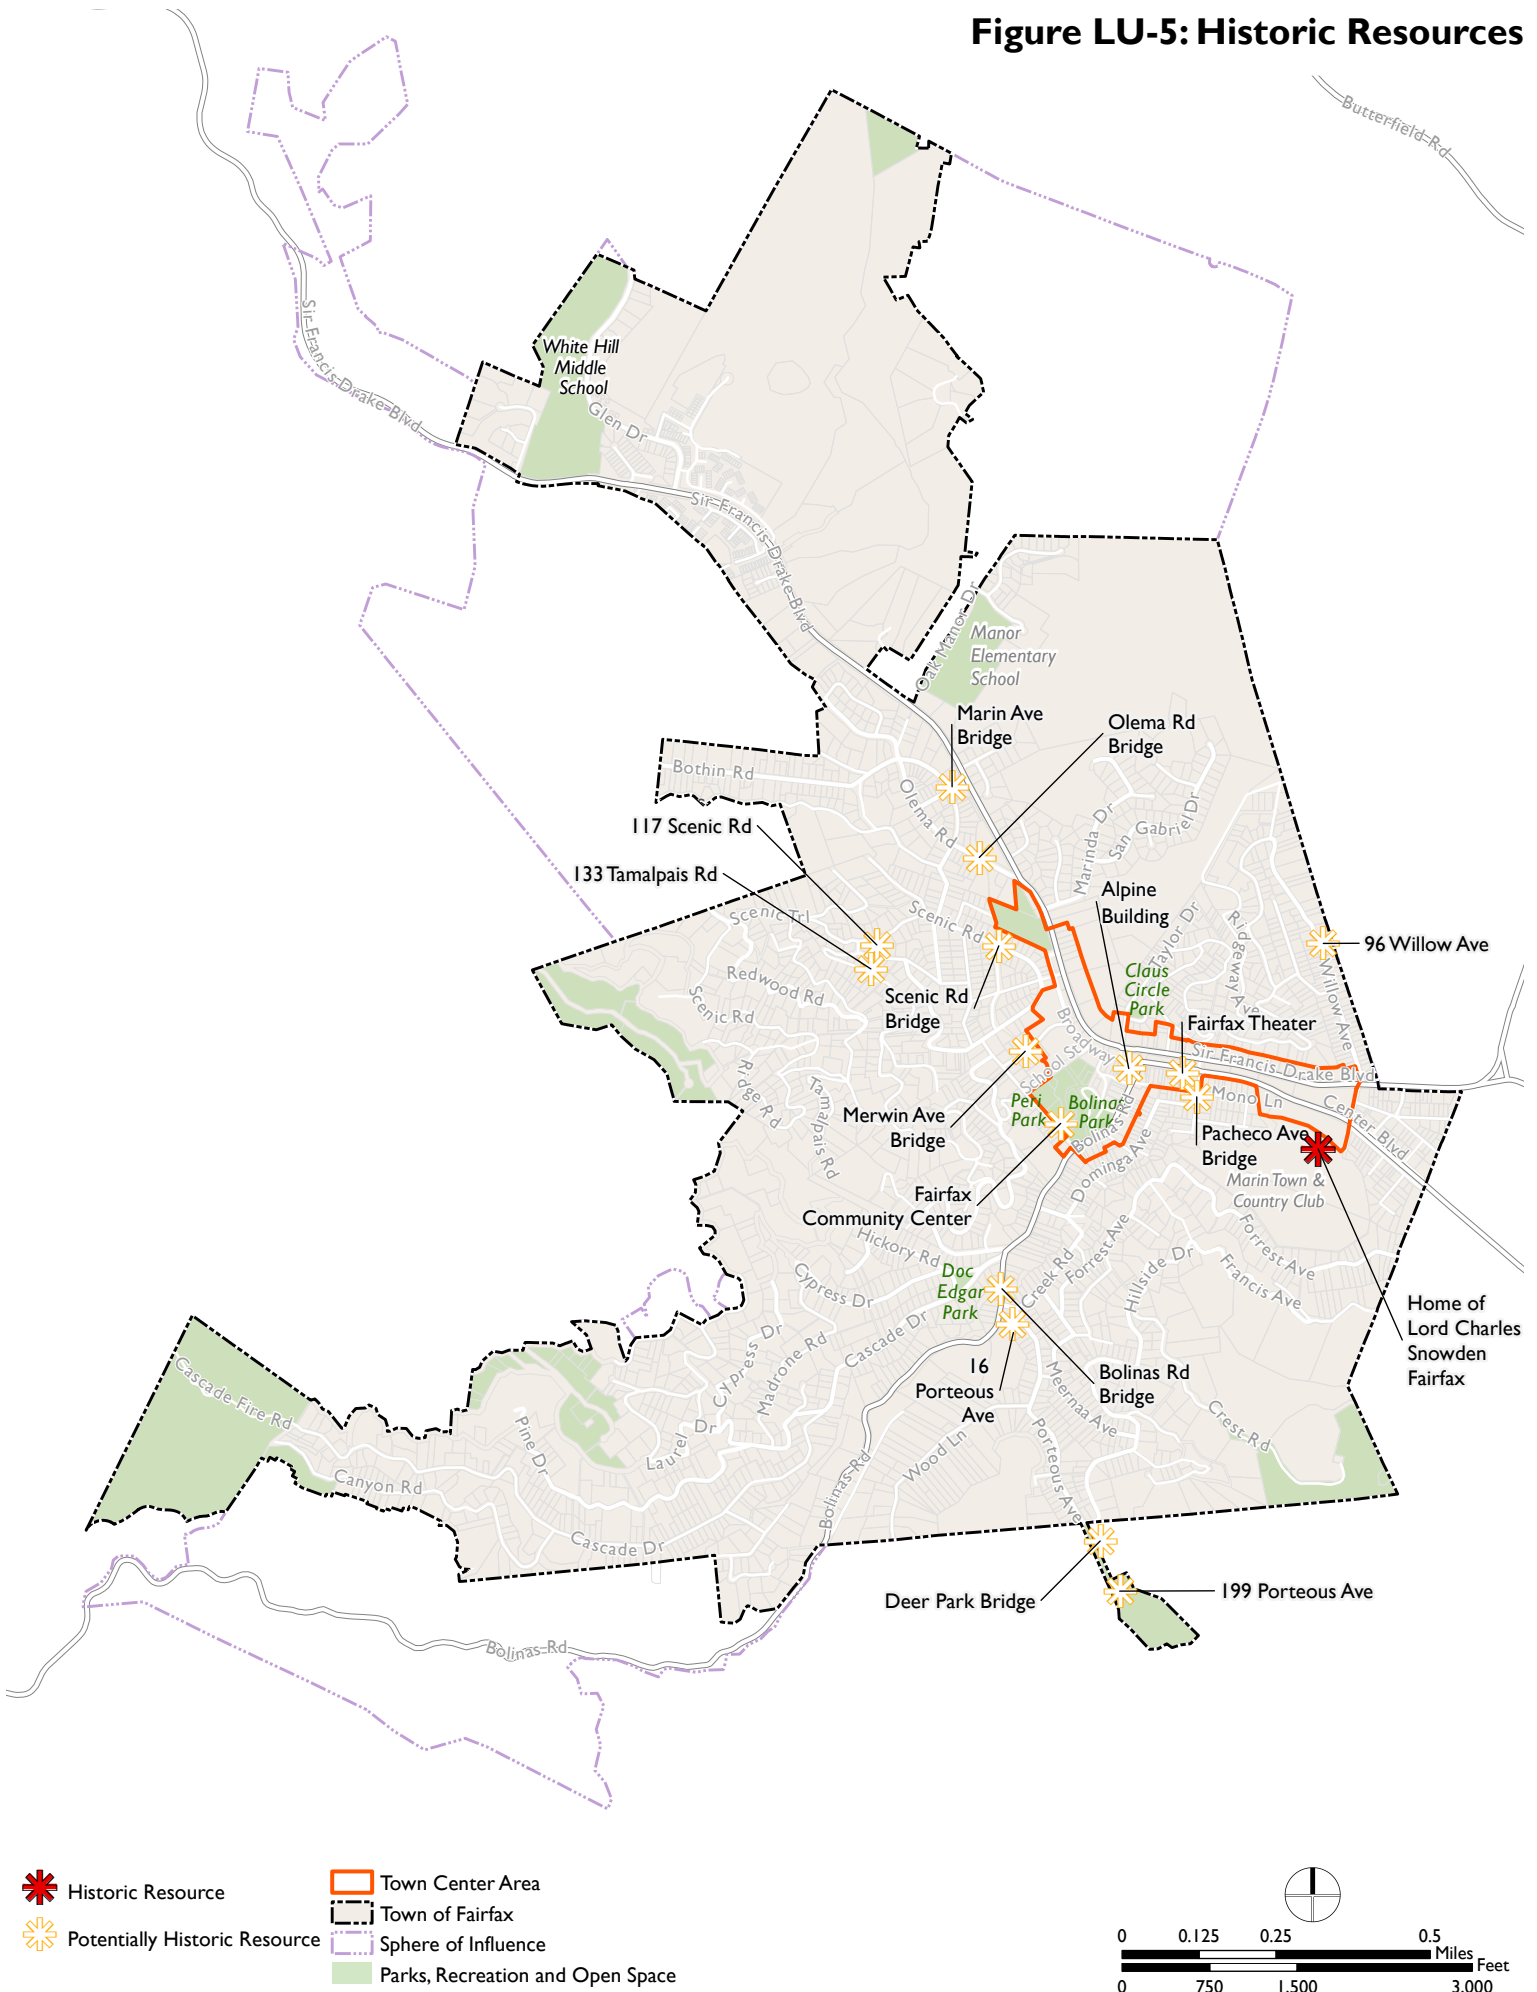 Figure LU-5: Historic Resources
Butterfield Rd
Sir Francis Drake Blvd
White Hill
Middle
School
Glen Dr
Sir Francis Drake Blvd
Oak Manor Dr
Manor
Elementary
School
Marin Ave
Bridge
Olema Rd
Bridge
Bothin Rd
Olema Rd
Marinda Dr
San Gabriel Dr
117 Scenic Rd
133 Tamalpais Rd
Alpine
Building
Scenic Trl
Scenic Rd
Taylor Dr
Ridgeway Ave
96 Willow Ave
Willow Ave
Claus
Circle
Park
Redwood Rd
Scenic Rd
Scenic Rd
Bridge
Fairfax Theater
Broadway
School St
Sir Francis Drake Blvd
Ridge Rd
Tamalpais Rd
Peri
Park
Bolinas
Park
Bolinas Rd
Mono Ln
Center Blvd
Merwin Ave
Bridge
Pacheco Ave
Bridge
Dominga Ave
Marin Town &
Country Club
Fairfax
Community Center
Hickory Rd
Forrest Ave
Forrest Ave
Francis Ave
Hillside Dr
Creek Rd
Doc
Edgar
Park
Cypress Dr
Cascade Dr
Home of
Lord Charles
Snowden
Fairfax
16
Porteous
Ave
Bolinas Rd
Bridge
Cypress Dr
Madrone Rd
Meernaa Ave
Crest Rd
Cascade Fire Rd
Pine Dr
Laurel Dr
Wood Ln
Porteous Ave
Canyon Rd
Bolinas Rd
Cascade Dr
Deer Park Bridge
199 Porteous Ave
Bolinas Rd
Historic Resource
Potentially Historic Resource
Town Center Area
Town of Fairfax
Sphere of Influence
Parks, Recreation and Open Space
0 0.125 0.25 0.5
Miles
Feet
0 750 1,500 3,000